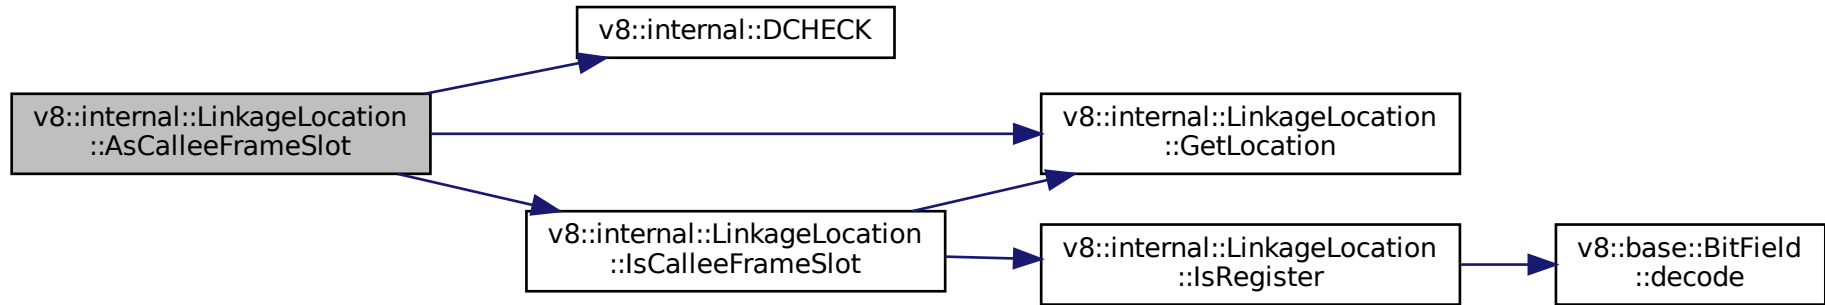 v8::internal::DCHECK
v8::internal::LinkageLocation
::AsCalleeFrameSlot
v8::internal::LinkageLocation
::GetLocation
v8::internal::LinkageLocation
::IsCalleeFrameSlot
v8::internal::LinkageLocation
::IsRegister
v8::base::BitField
::decode